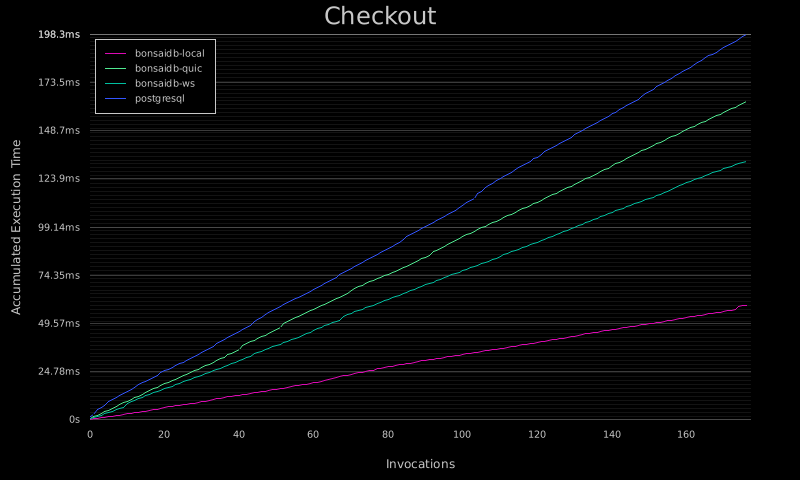 Checkout
198.3ms
173.5ms
148.7ms
123.9ms
99.14ms
74.35ms
49.57ms
24.78ms
0s
bonsaidb-local
bonsaidb-quic
bonsaidb-ws
postgresql
Accumulated Execution Time
0 20 40 60 80 100 120 140 160
Invocations